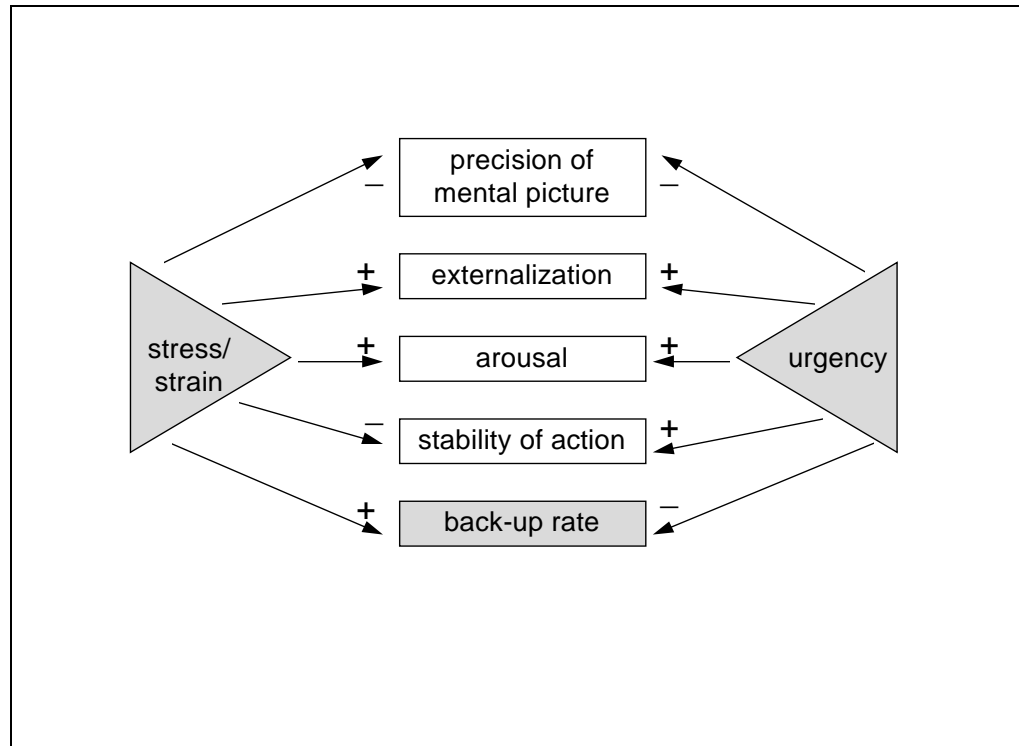 precision of
mental picture
− −
+ externalization +
stress/
strain
+ arousal +
urgency
− stability of action +
+ back-up rate −